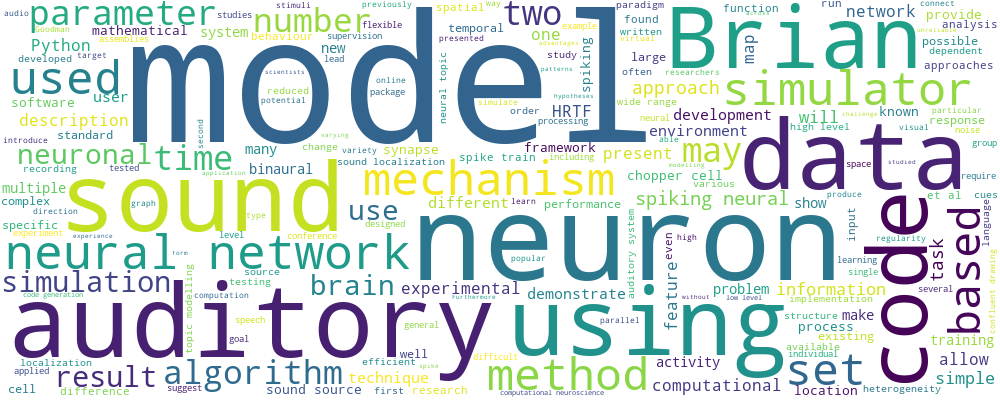 audio
parameter
studies
stimuli
number
previously
flexible
spatial
way
two
paradigm
across
Brian
function
run
connect
written
mathematical
system
behaviour
supervision
example
found
map
network
provide
Goodman
assemblies
Python
used
model
temporal
one
virtual
advantages
possible
unreliable
analysis
dependent
developed
target
presented
new
lead
study
spiking
large
often
researchers
approaches
software
user
scientists
online
patterns
neural topic
hypotheses
approach
simulator
reduced
potential
package
simulate
order
HRTF
wide range
will
known
particular
description
processing
environment
development
high level
visual
response
introduce
standard
second
varying
framework
neural
able
noise
neuronal
time
many
change
variety
synapse
spike train
including
present
may
data
group
recording
tested
binaural
sound localization
mechanism
chopper cell
modelling
space
studied
require
multiple
application
sound
different
performance
various
spiking neural
show
produce
et al
cues
complex
graph
type
learn
use
neuron
input
code
regularity
languages
specific
direction
experiment
designed
conference
auditory system
feature
even
high
learning
single
task
based
experience
form
level
popular
neural network
source
testing
problem
information
several
simulation
brain
experimental
demonstrate
without
low level
implementation
confluent drawing
code generation
computation
Furthermore
auditory
topic modelling
speech
general
parallel
using
structure
make
training
goal
process
existing
localization
efficient
well
difficult
activity
available
individual
set
allow
applied
suggest
result
algorithm
technique
spike
method
computational
simple
cell
difference
sound source
first
research
computational neuroscience
location
heterogeneity
challenge